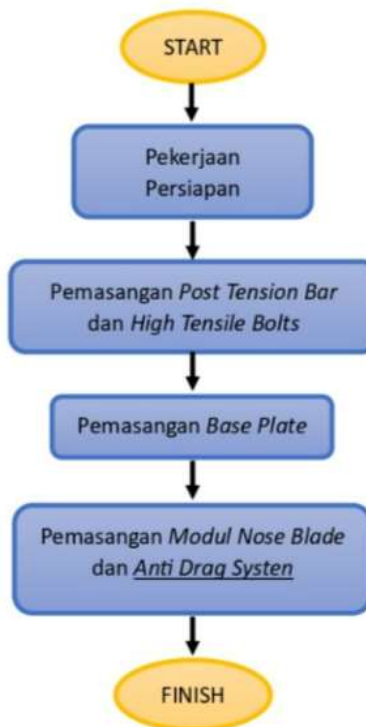 START
Pekerjaan
Persiapan
Pemasangan Post Tension Bar
dan High Tensile Bolts
Pemasangan Base Plate
Pemasangan Modul Nose Blade
dan Anti Drag Systen
FINISH